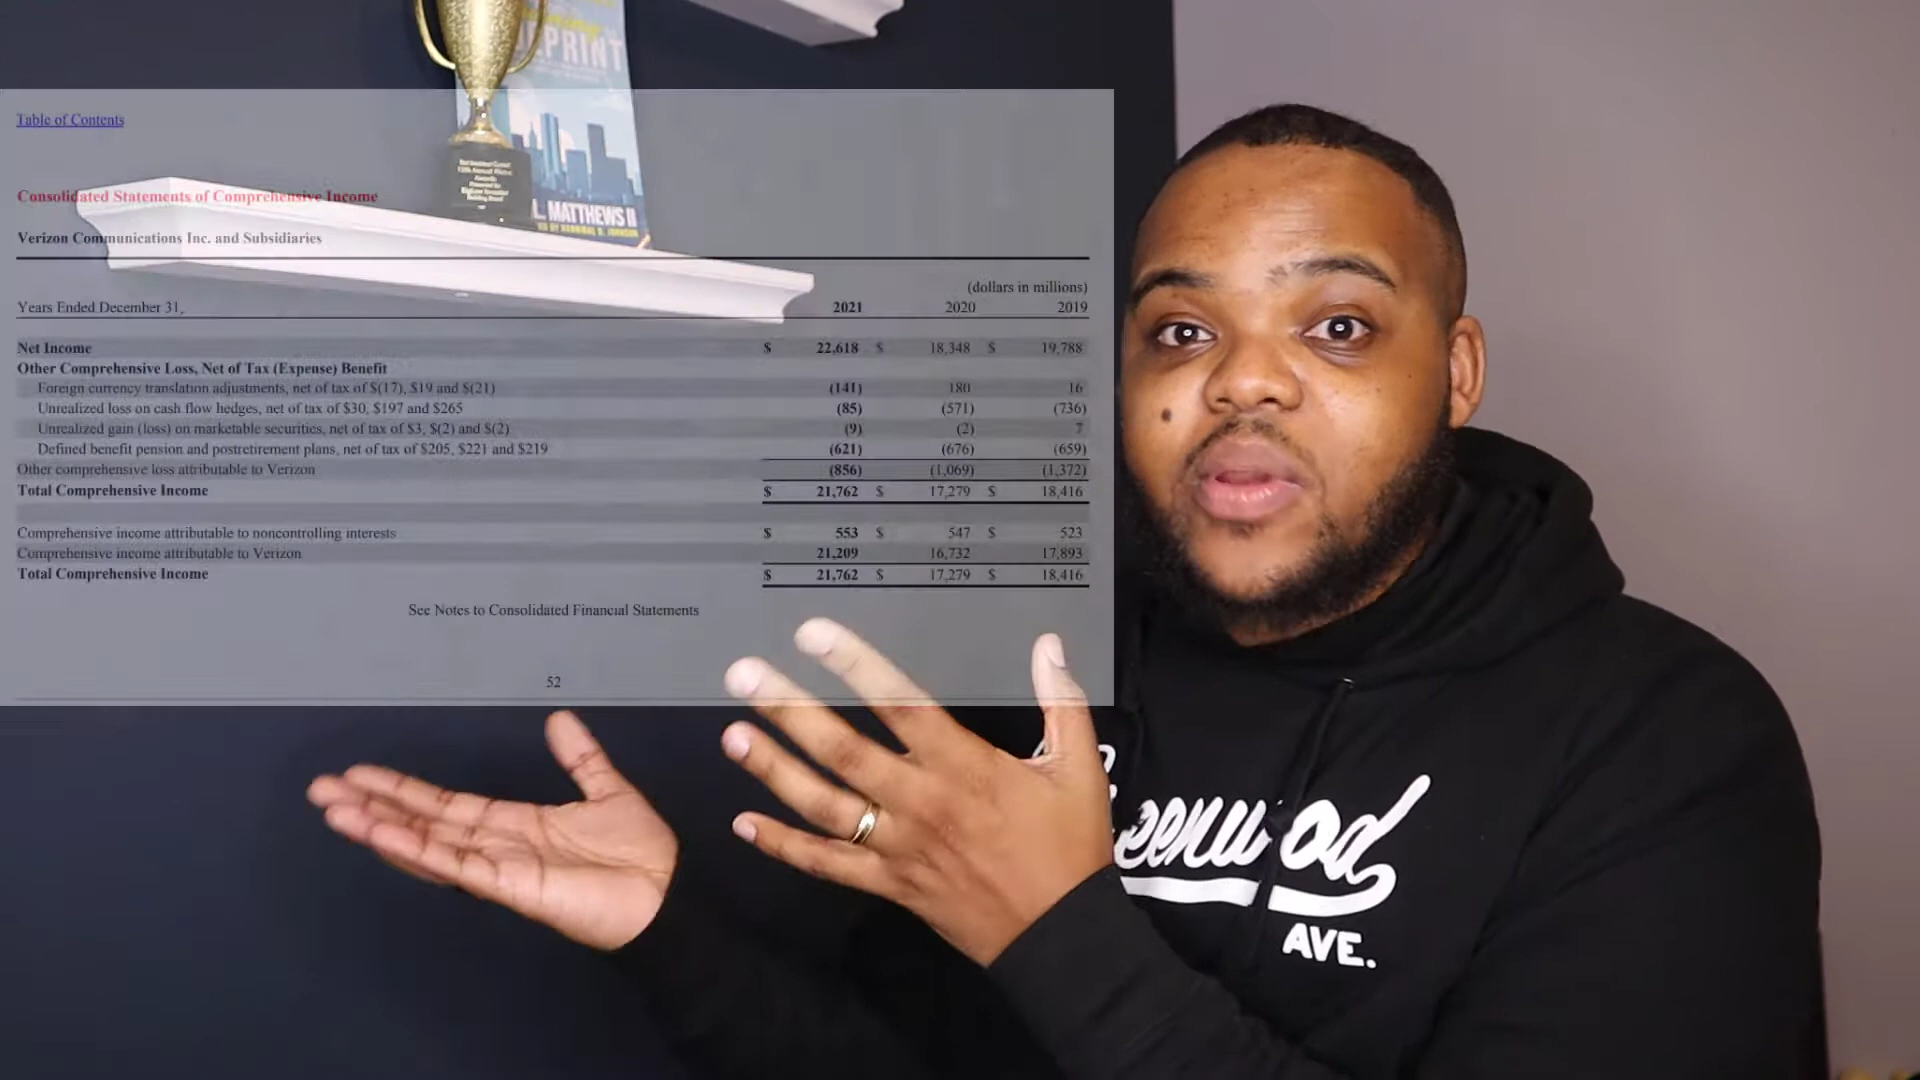 EPRINT
L. MATTHEWS II
Table of Contents
Consolidated Statements of Comprehensive Income
Verizon Communications Inc. and Subsidiaries
(dollars in millions)
Years Ended December 31, 2021 2020 2019
Net Income $ 22,618 $ 18,348 $ 19,788
Other Comprehensive Loss, Net of Tax (Expense) Benefit
Foreign currency translation adjustments, net of tax of $(17), $19 and $(21) (141) 180 16
Unrealized loss on cash flow hedges, net of tax of $30, $197 and $265 (85) (571) (736)
Unrealized gain (loss) on marketable securities, net of tax of $3, $(2) and $(2) (9) (2) 7
Defined benefit pension and postretirement plans, net of tax of $205, $221 and $219 (621) (676) (659)
Other comprehensive loss attributable to Verizon (856) (1,069) (1,372)
Total Comprehensive Income $ 21,762 $ 17,279 $ 18,416
Comprehensive income attributable to noncontrolling interests $ 553 $ 547 $ 523
Comprehensive income attributable to Verizon 21,209 16,732 17,893
Total Comprehensive Income $ 21,762 $ 17,279 $ 18,416
See Notes to Consolidated Financial Statements
52
eenwood
AVE.